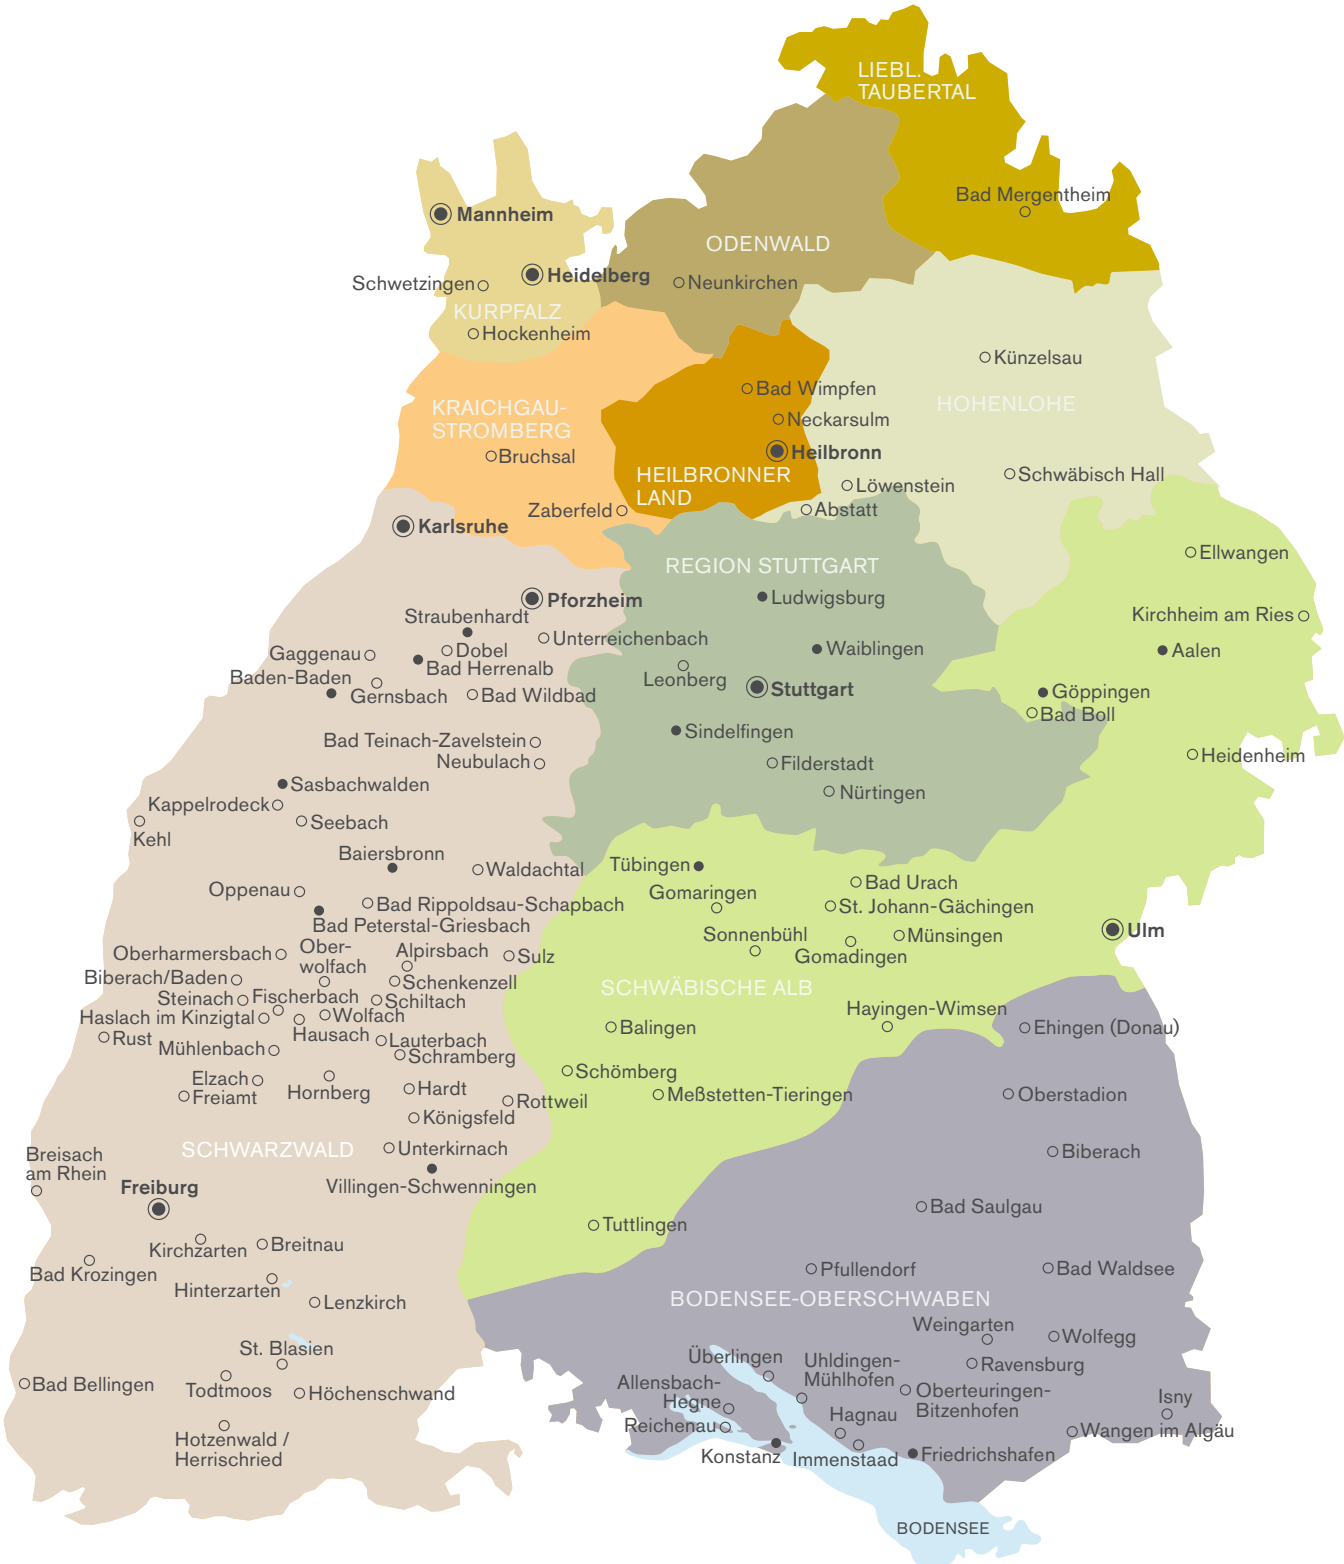 LIEBL.
TAUBERTAL
Bad Mergentheim
Mannheim
ODENWALD
Heidelberg
Schwetzingen
Neunkirchen
KURPFALZ
Hockenheim
Künzelsau
Bad Wimpfen
KRAICHGAU-
STROMBERG
HOHENLOHE
Neckarsulm
Heilbronn
Bruchsal
HEILBRONNER
LAND
Schwäbisch Hall
Löwenstein
Zaberfeld
Abstatt
Karlsruhe
Ellwangen
REGION STUTTGART
Pforzheim
Ludwigsburg
Straubenhardt
Kirchheim am Ries
Unterreichenbach
Dobel
Waiblingen
Aalen
Gaggenau
Bad Herrenalb
Baden-Baden
Leonberg
Gernsbach
Bad Wildbad
Stuttgart
Göppingen
Bad Boll
Sindelfingen
Bad Teinach-Zavelstein
Neubulach
Filderstadt
Heidenheim
Sasbachwalden
Nürtingen
Kappelrodeck
Seebach
Kehl
Baiersbronn
Waldachtal
Tübingen
Bad Urach
Oppenau
Gomaringen
Bad Rippoldsau-Schapbach
St. Johann-Gächingen
Bad Peterstal-Griesbach
Ulm
Sonnenbühl
Münsingen
Ober-
wolfach
Alpirsbach
Oberharmersbach
Sulz
Gomadingen
Biberach/Baden
Schenkenzell
SCHWÄBISCHE ALB
Steinach
Fischerbach
Schiltach
Hayingen-Wimsen
Haslach im Kinzigtal
Wolfach
Balingen
Ehingen (Donau)
Rust
Hausach
Lauterbach
Mühlenbach
Schramberg
Schömberg
Elzach
Hornberg
Hardt
Freiamt
Meßstetten-Tieringen
Oberstadion
Rottweil
Königsfeld
SCHWARZWALD
Unterkirnach
Biberach
Breisach
am Rhein
Freiburg
Villingen-Schwenningen
Bad Saulgau
Tuttlingen
Kirchzarten
Breitnau
Bad Krozingen
Pfullendorf
Bad Waldsee
Hinterzarten
Lenzkirch
BODENSEE-OBERSCHWABEN
Weingarten
Wolfegg
St. Blasien
Überlingen
Uhldingen-
Mühlhofen
Ravensburg
Bad Bellingen
Todtmoos
Höchenschwand
Allensbach-
Hegne
Oberteuringen-
Bitzenhofen
Isny
Reichenau
Hagnau
Wangen im Algäu
Hotzenwald /
Herrischried
Konstanz
Immenstaad
Friedrichshafen
BODENSEE